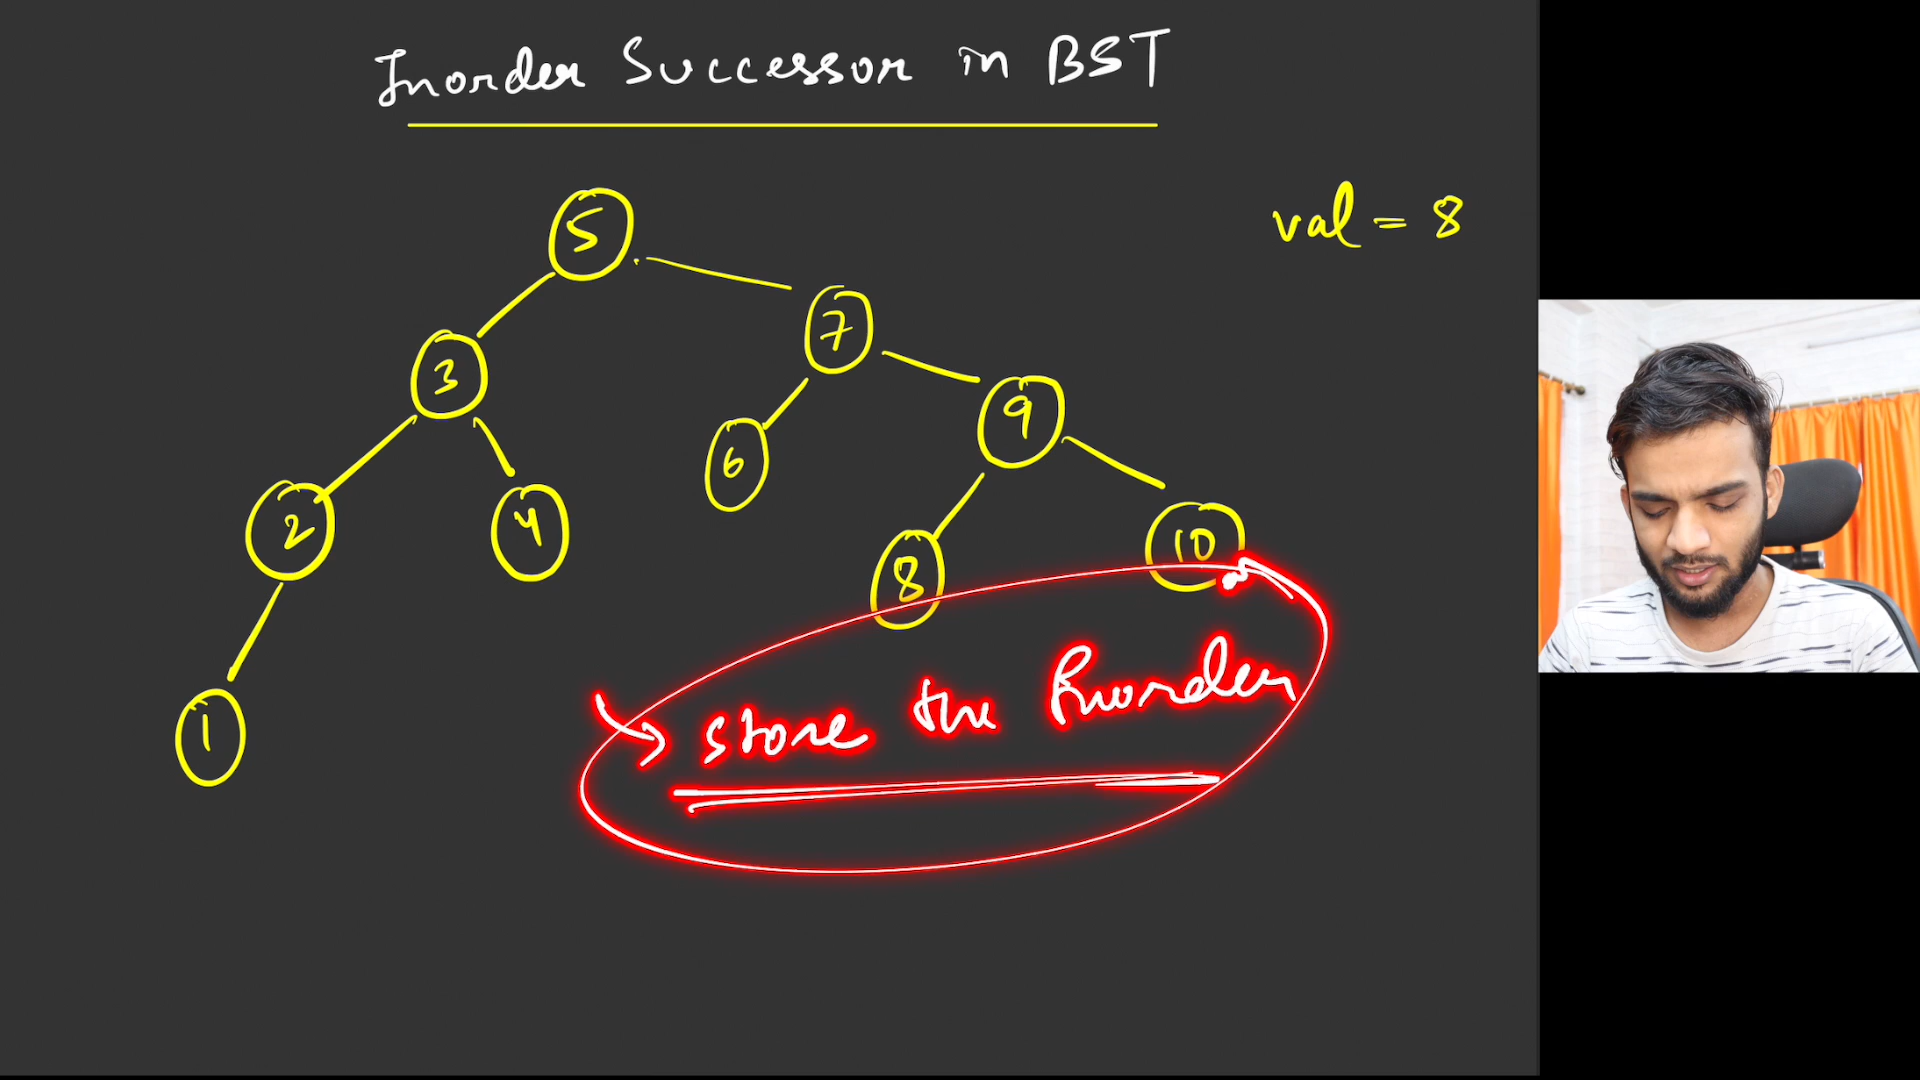 Inorder Successor in BST
val = 8
5
3 7
2 4 6 9
1 8 10
→ store the Inorder